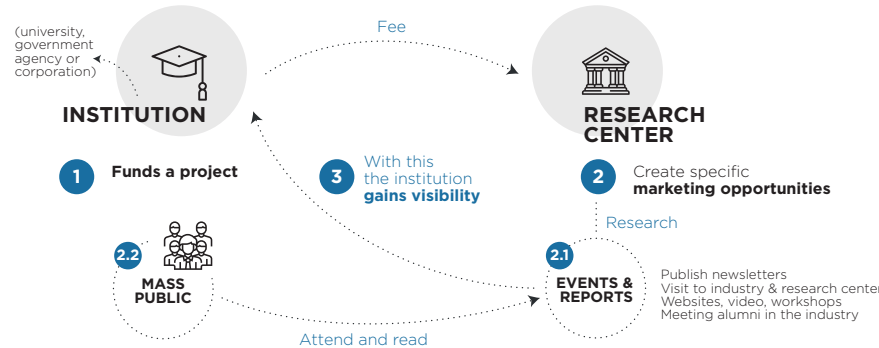 (university,
government
agency or
corporation)
Fee
INSTITUTION
RESEARCH
CENTER
1
Funds a project
3
With this
the institution
gains visibility
2
Create specific
marketing opportunities
Research
2.2
MASS
PUBLIC
2.1
EVENTS &
REPORTS
Publish newsletters
Visit to industry & research center
Websites, video, workshops
Meeting alumni in the industry
Attend and read